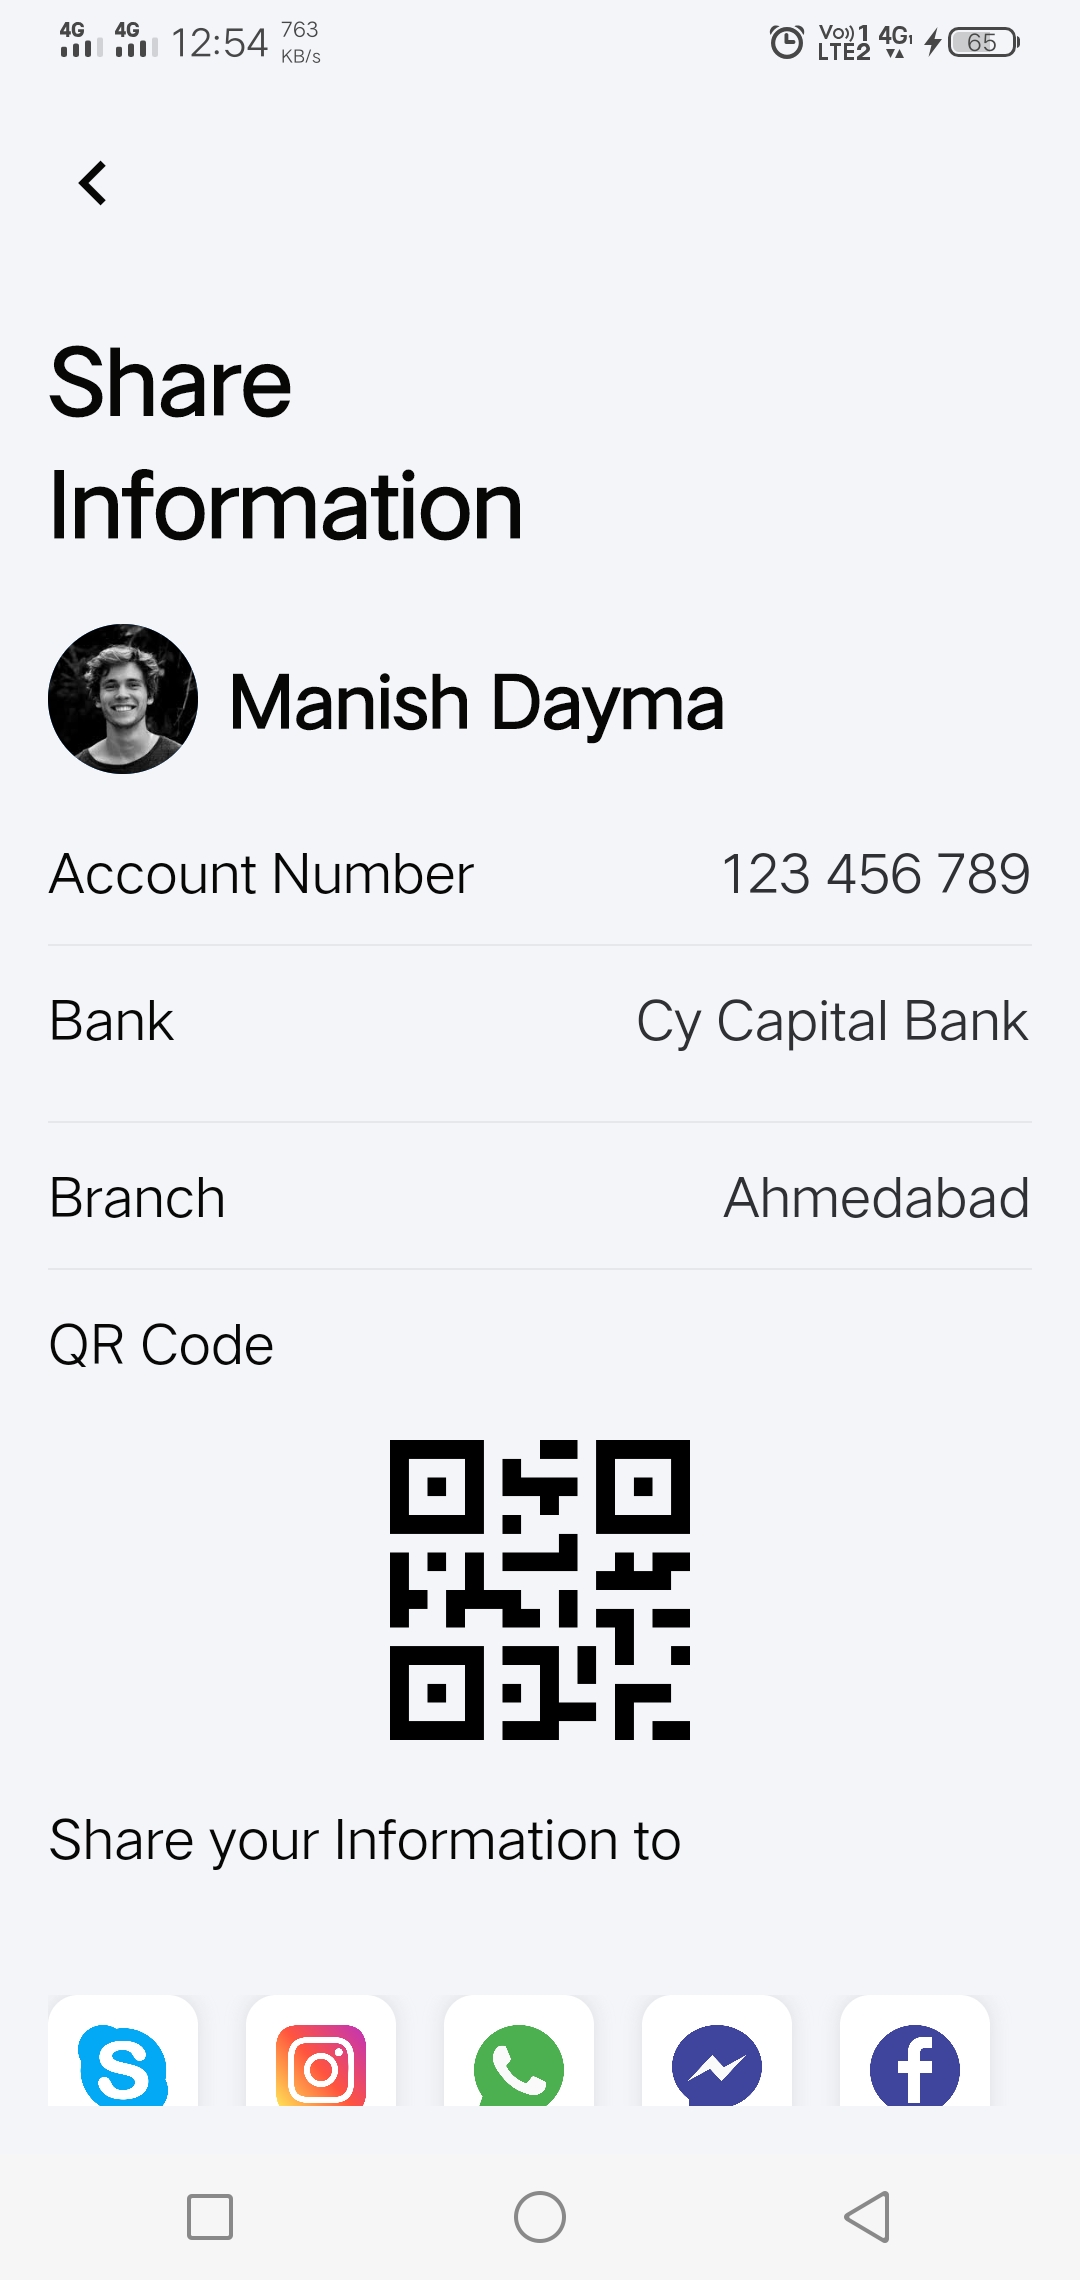 4G 4G 12:54 763 KB/s Vo)) 1 LTE2 4G1 65
Share
Information
Manish Dayma
Account Number 123 456 789
Bank Cy Capital Bank
Branch Ahmedabad
QR Code
Share your Information to